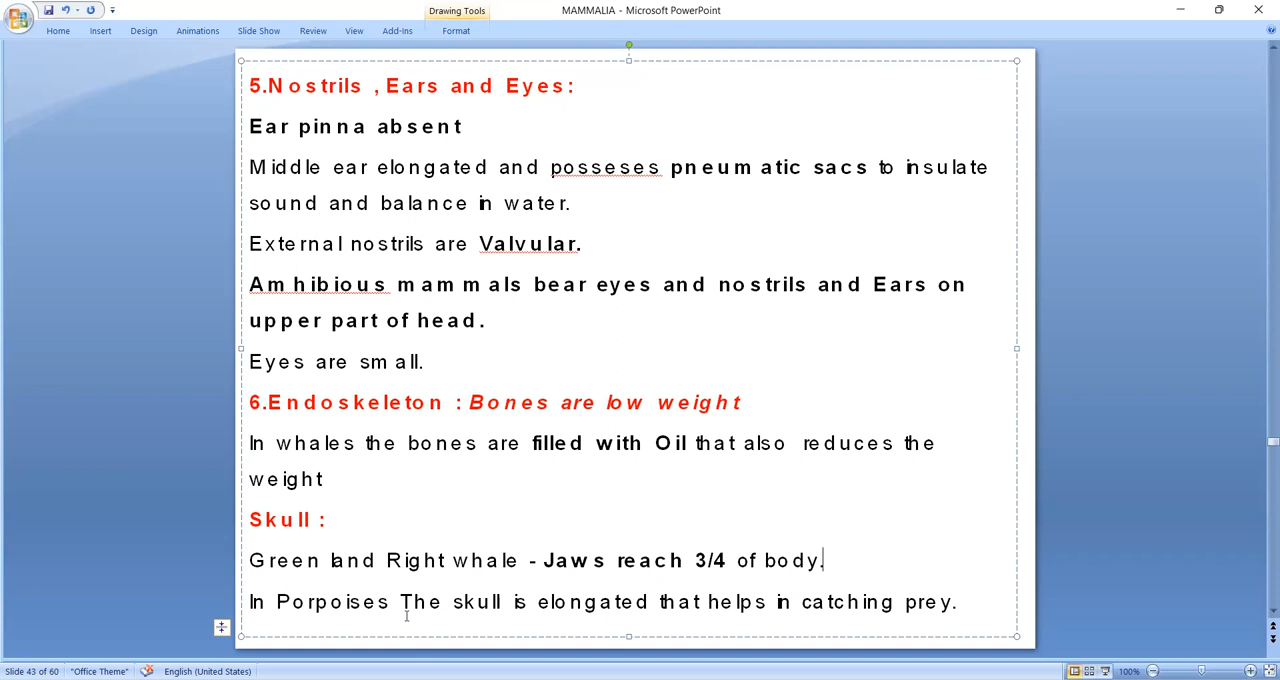 Drawing Tools
MAMMALIA - Microsoft PowerPoint
Home Insert Design Animations Slide Show Review View Add-Ins Format
5.Nostrils ,Ears and Eyes:
Ear pinna absent
Middle ear elongated and posseses pneumatic sacs to insulate
sound and balance in water.
External nostrils are Valvular.
Amhibious mammals bear eyes and nostrils and Ears on
upper part of head.
Eyes are small.
6.Endoskeleton : Bones are low weight
In whales the bones are filled with Oil that also reduces the
weight
Skull :
Green land Right whale - Jaws reach 3/4 of body.
In Porpoises The skull is elongated that helps in catching prey.
Slide 43 of 60 "Office Theme" English (United States) 100%